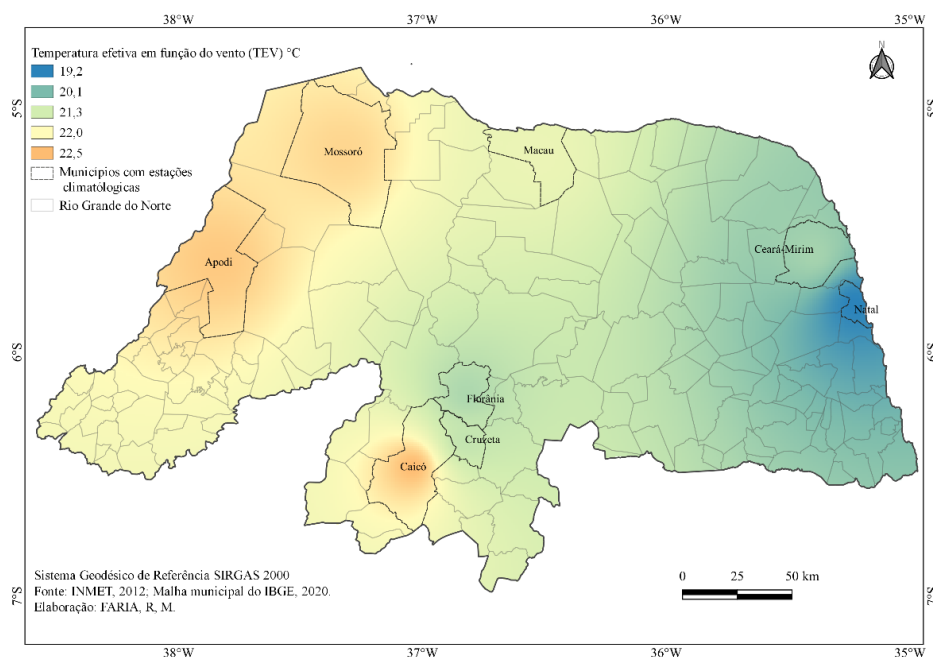 38°W 37°W 36°W 35°W
Temperatura efetiva em função do vento (TEV) °C
19,2
20,1
21,3
22,0
22,5
Municípios com estações
climátologicas
Rio Grande do Norte
N
5°S
5°S
Mossoró
Macau
Ceará-Mirim
Apodi
Natal
6°S
6°S
Florânia
Cruzeta
Caicó
Sistema Geodésico de Referência SIRGAS 2000
Fonte: INMET, 2012; Malha municipal do IBGE, 2020.
Elaboração: FARIA, R, M.
0 25 50 km
7°S
7°S
38°W 37°W 36°W 35°W